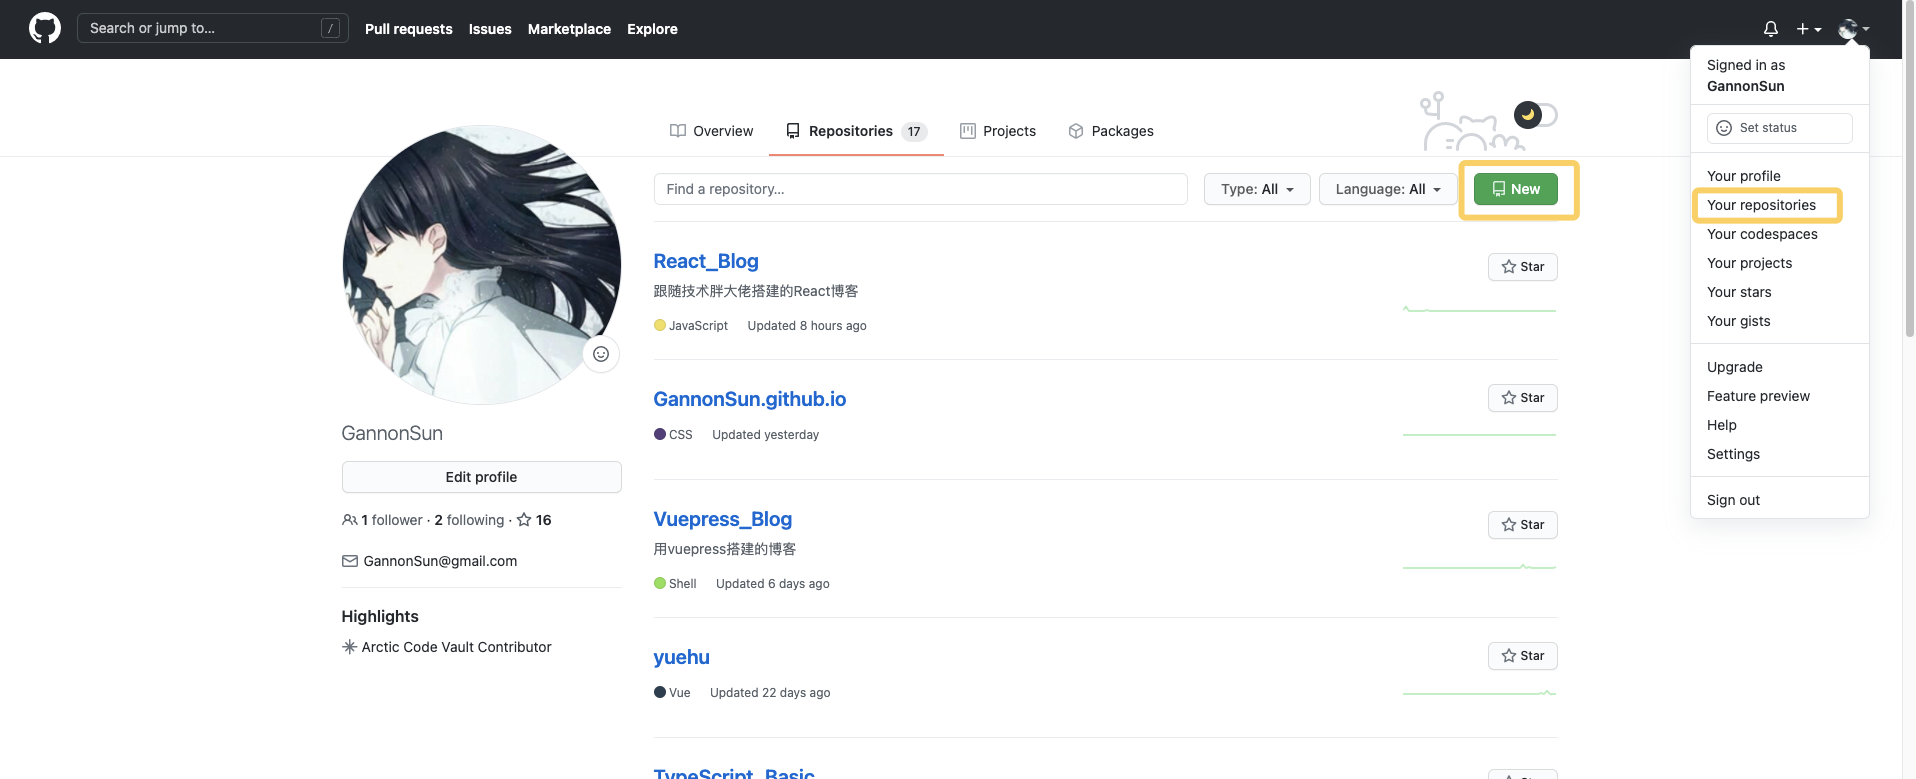 Search or jump to... / Pull requests Issues Marketplace Explore
Signed in as
GannonSun
Set status
Your profile
Your repositories
Your codespaces
Your projects
Your stars
Your gists
Upgrade
Feature preview
Help
Settings
Sign out
Overview Repositories 17 Projects Packages
Find a repository... Type: All Language: All New
React_Blog Star
跟随技术胖大佬搭建的React博客
JavaScript Updated 8 hours ago
GannonSun.github.io Star
CSS Updated yesterday
Vuepress_Blog Star
用vuepress搭建的博客
Shell Updated 6 days ago
yuehu Star
Vue Updated 22 days ago
TypeScript_Basic
GannonSun
Edit profile
1 follower · 2 following · 16
GannonSun@gmail.com
Highlights
Arctic Code Vault Contributor